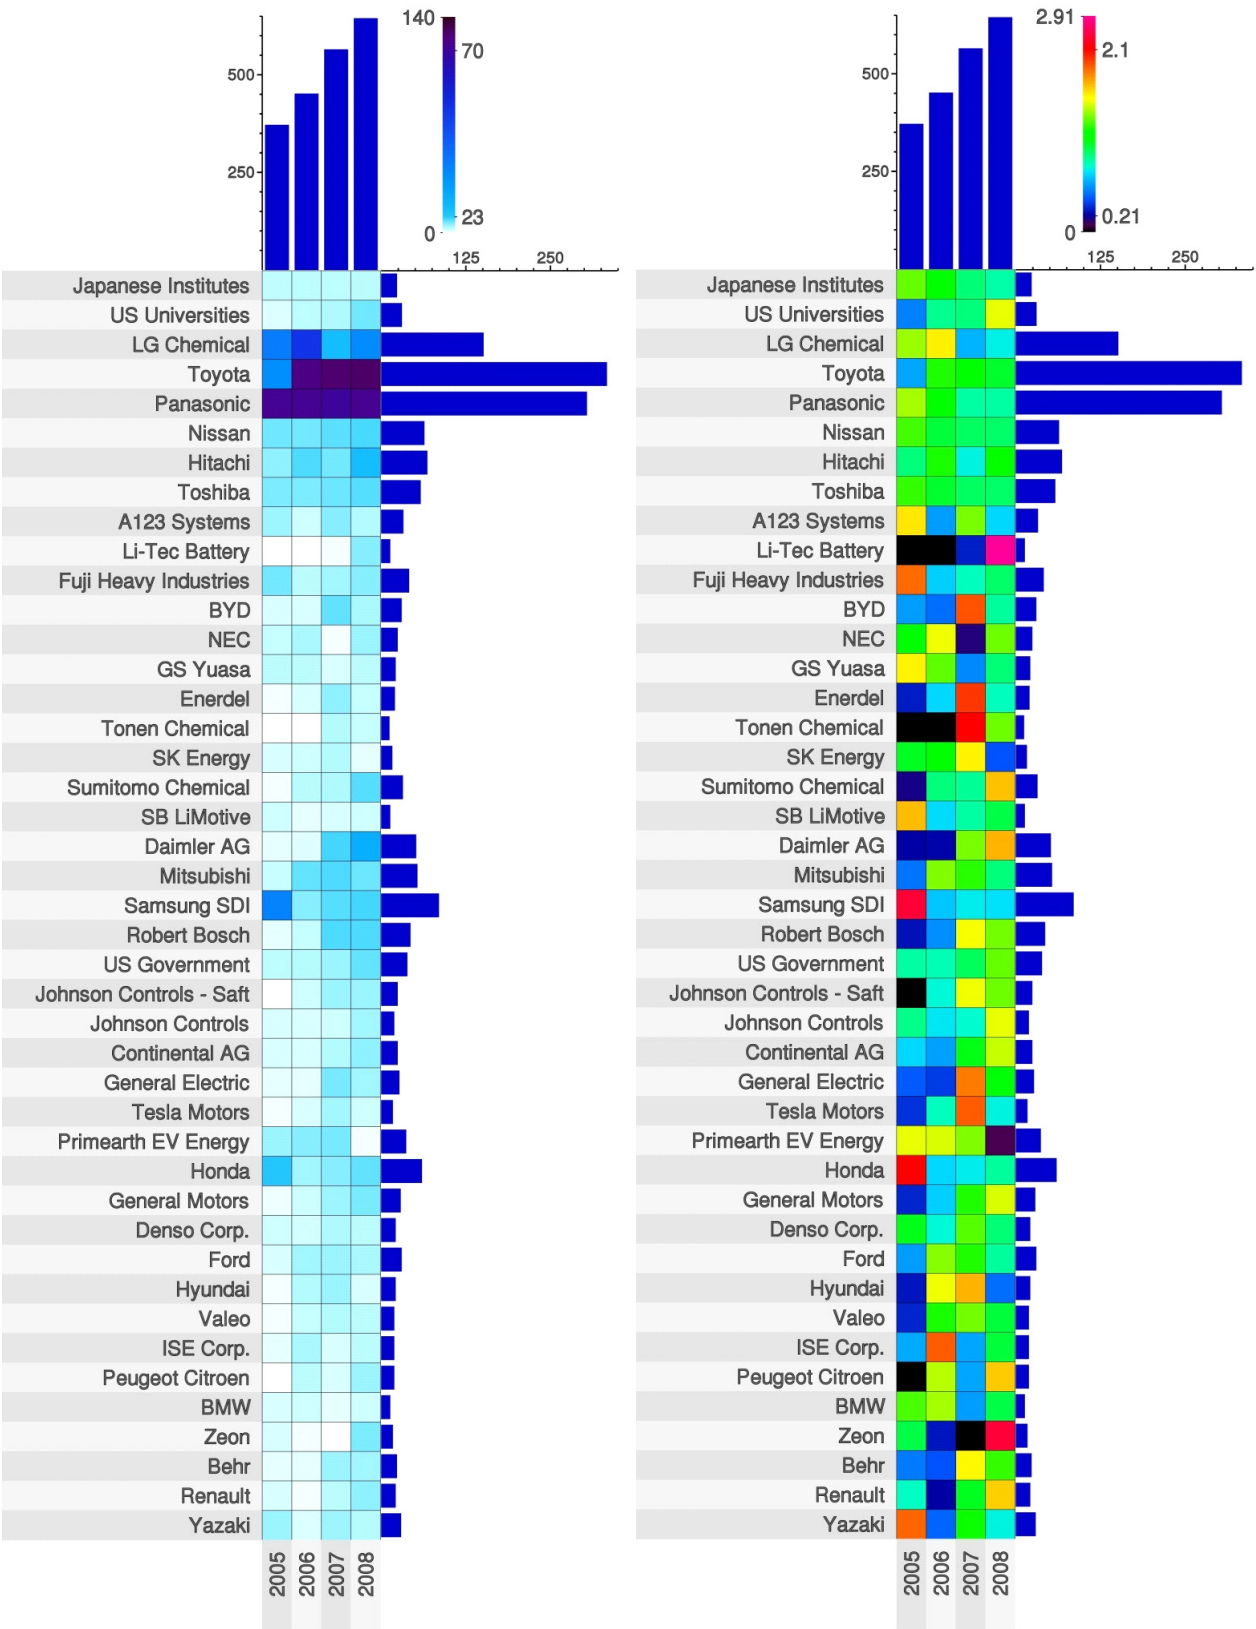 140
70
23
0
500
250
125
250
Japanese Institutes
US Universities
LG Chemical
Toyota
Panasonic
Nissan
Hitachi
Toshiba
A123 Systems
Li-Tec Battery
Fuji Heavy Industries
BYD
NEC
GS Yuasa
Enerdel
Tonen Chemical
SK Energy
Sumitomo Chemical
SB LiMotive
Daimler AG
Mitsubishi
Samsung SDI
Robert Bosch
US Government
Johnson Controls - Saft
Johnson Controls
Continental AG
General Electric
Tesla Motors
Primearth EV Energy
Honda
General Motors
Denso Corp.
Ford
Hyundai
Valeo
ISE Corp.
Peugeot Citroen
BMW
Zeon
Behr
Renault
Yazaki
2005
2006
2007
2008
2.91
2.1
0.21
0
500
250
125
250
Japanese Institutes
US Universities
LG Chemical
Toyota
Panasonic
Nissan
Hitachi
Toshiba
A123 Systems
Li-Tec Battery
Fuji Heavy Industries
BYD
NEC
GS Yuasa
Enerdel
Tonen Chemical
SK Energy
Sumitomo Chemical
SB LiMotive
Daimler AG
Mitsubishi
Samsung SDI
Robert Bosch
US Government
Johnson Controls - Saft
Johnson Controls
Continental AG
General Electric
Tesla Motors
Primearth EV Energy
Honda
General Motors
Denso Corp.
Ford
Hyundai
Valeo
ISE Corp.
Peugeot Citroen
BMW
Zeon
Behr
Renault
Yazaki
2005
2006
2007
2008